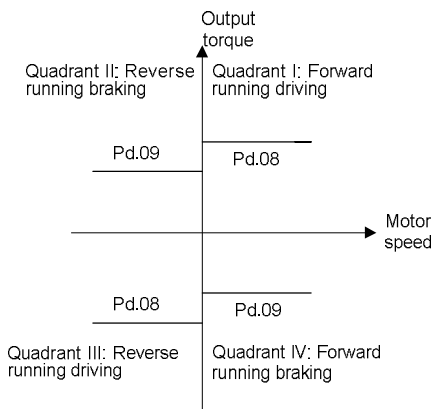 Output
torque
Quadrant II: Reverse
running braking
Quadrant I: Forward
running driving
Pd.09
Pd.08
Motor
speed
Pd.08
Pd.09
Quadrant III: Reverse
running driving
Quadrant IV: Forward
running braking